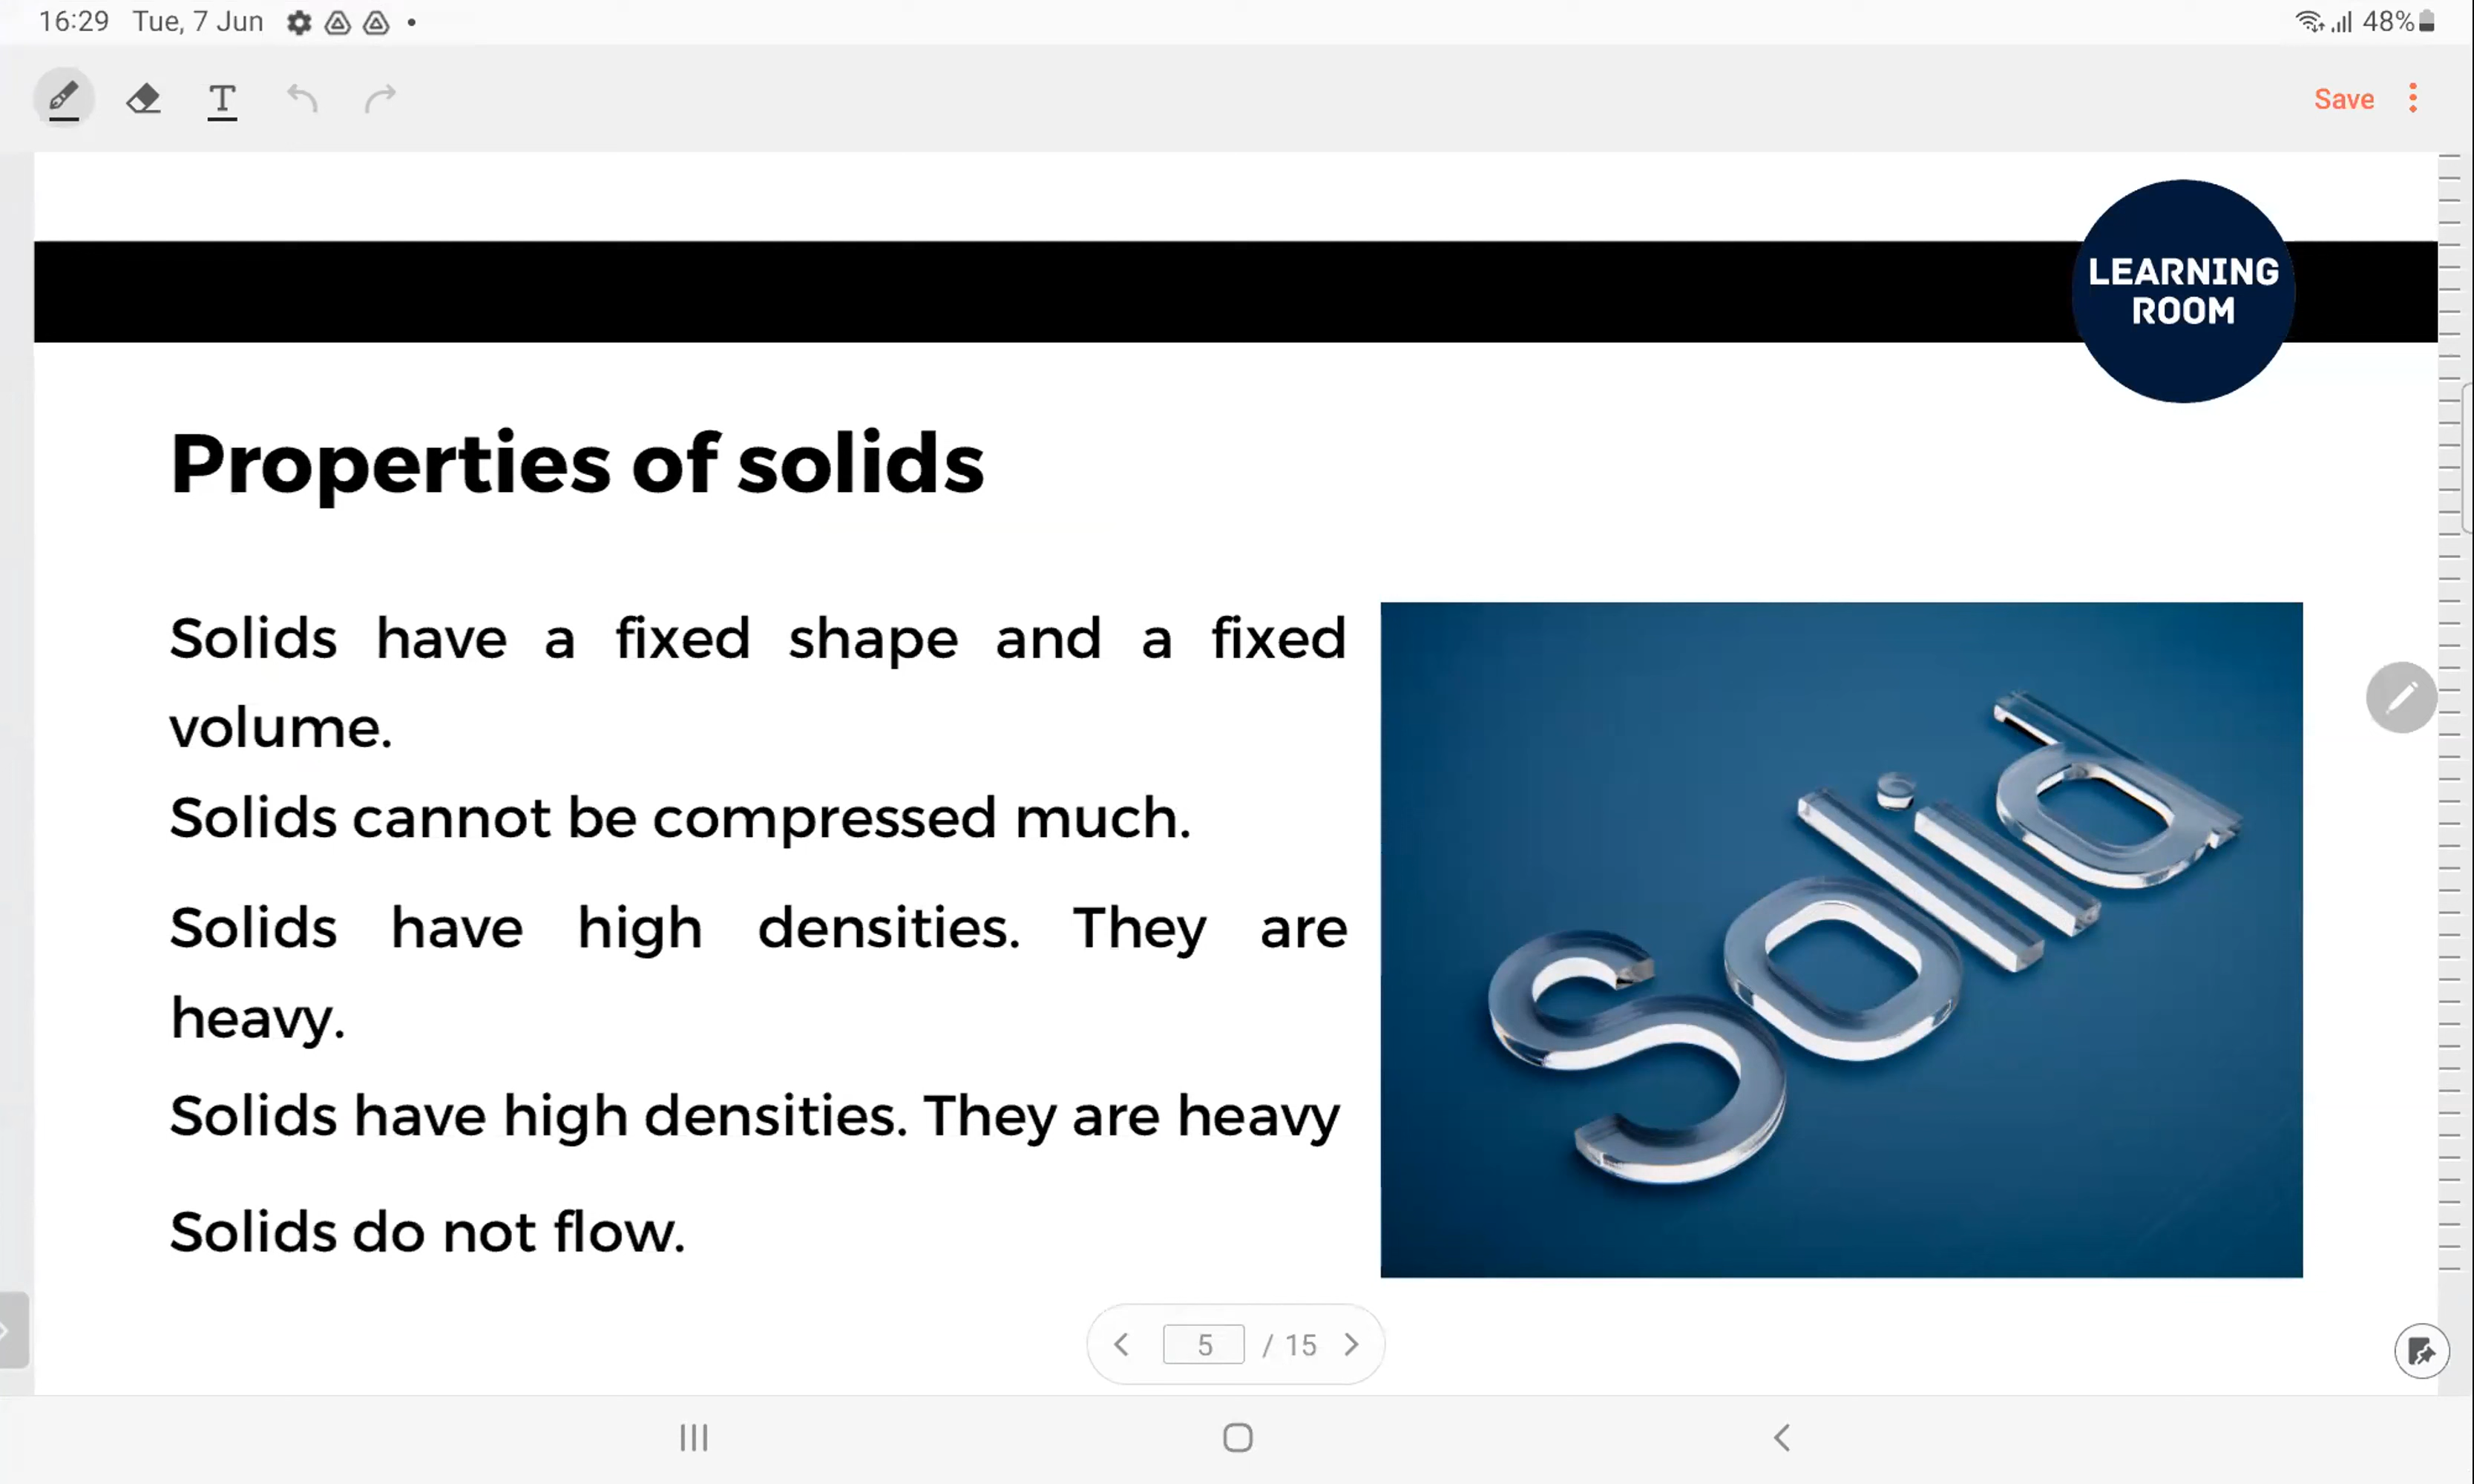 16:29 Tue, 7 Jun
48%
T
Save
LEARNING
ROOM
Properties of solids
Solids have a fixed shape and a fixed
volume.
Solids cannot be compressed much.
Solids have high densities. They are
heavy.
Solids have high densities. They are heavy
Solids do not flow.
Solid
5 / 15